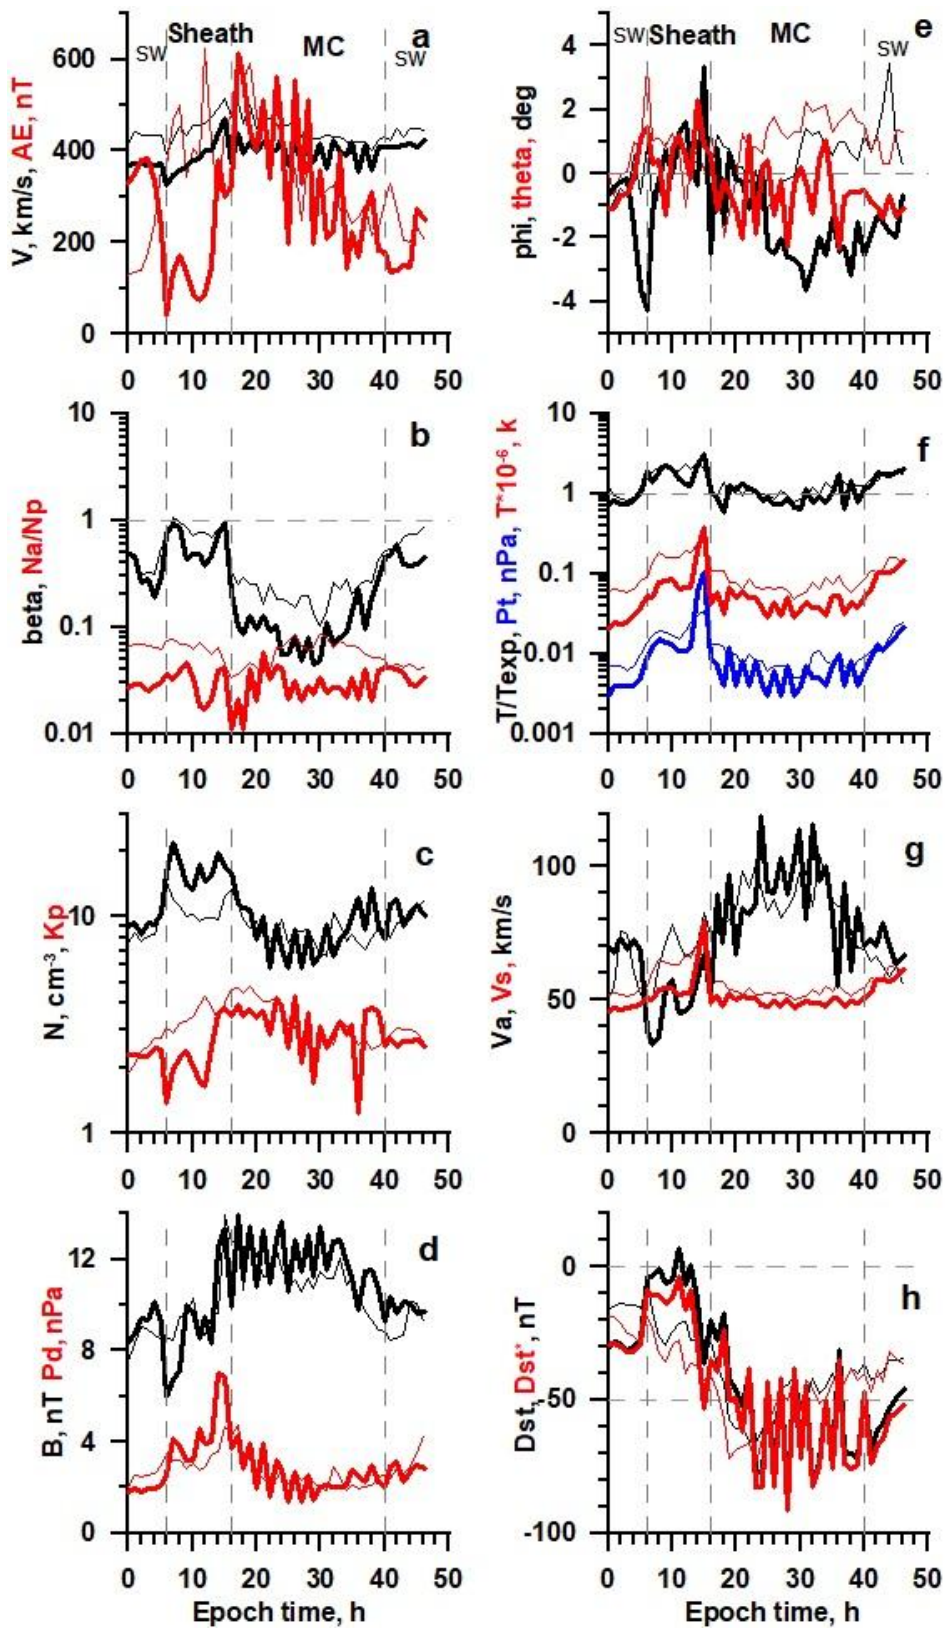 SW Sheath MC SW a
V, km/s, AE, nT
600
400
200
0
0 10 20 30 40 50
SW Sheath MC SW e
phi, theta, deg
4
2
0
-2
-4
0 10 20 30 40 50
b
beta, Na/Np
10
1
0.1
0.01
0 10 20 30 40 50
f
T/Texp, Pt, nPa, T*10-6, k
10
1
0.1
0.01
0.001
0 10 20 30 40 50
c
N, cm-3, Kp
10
1
0 10 20 30 40 50
g
Va, Vs, km/s
100
50
0
0 10 20 30 40 50
d
B, nT Pd, nPa
12
8
4
0
0 10 20 30 40 50
Epoch time, h
h
Dst, Dst*, nT
0
-50
-100
0 10 20 30 40 50
Epoch time, h